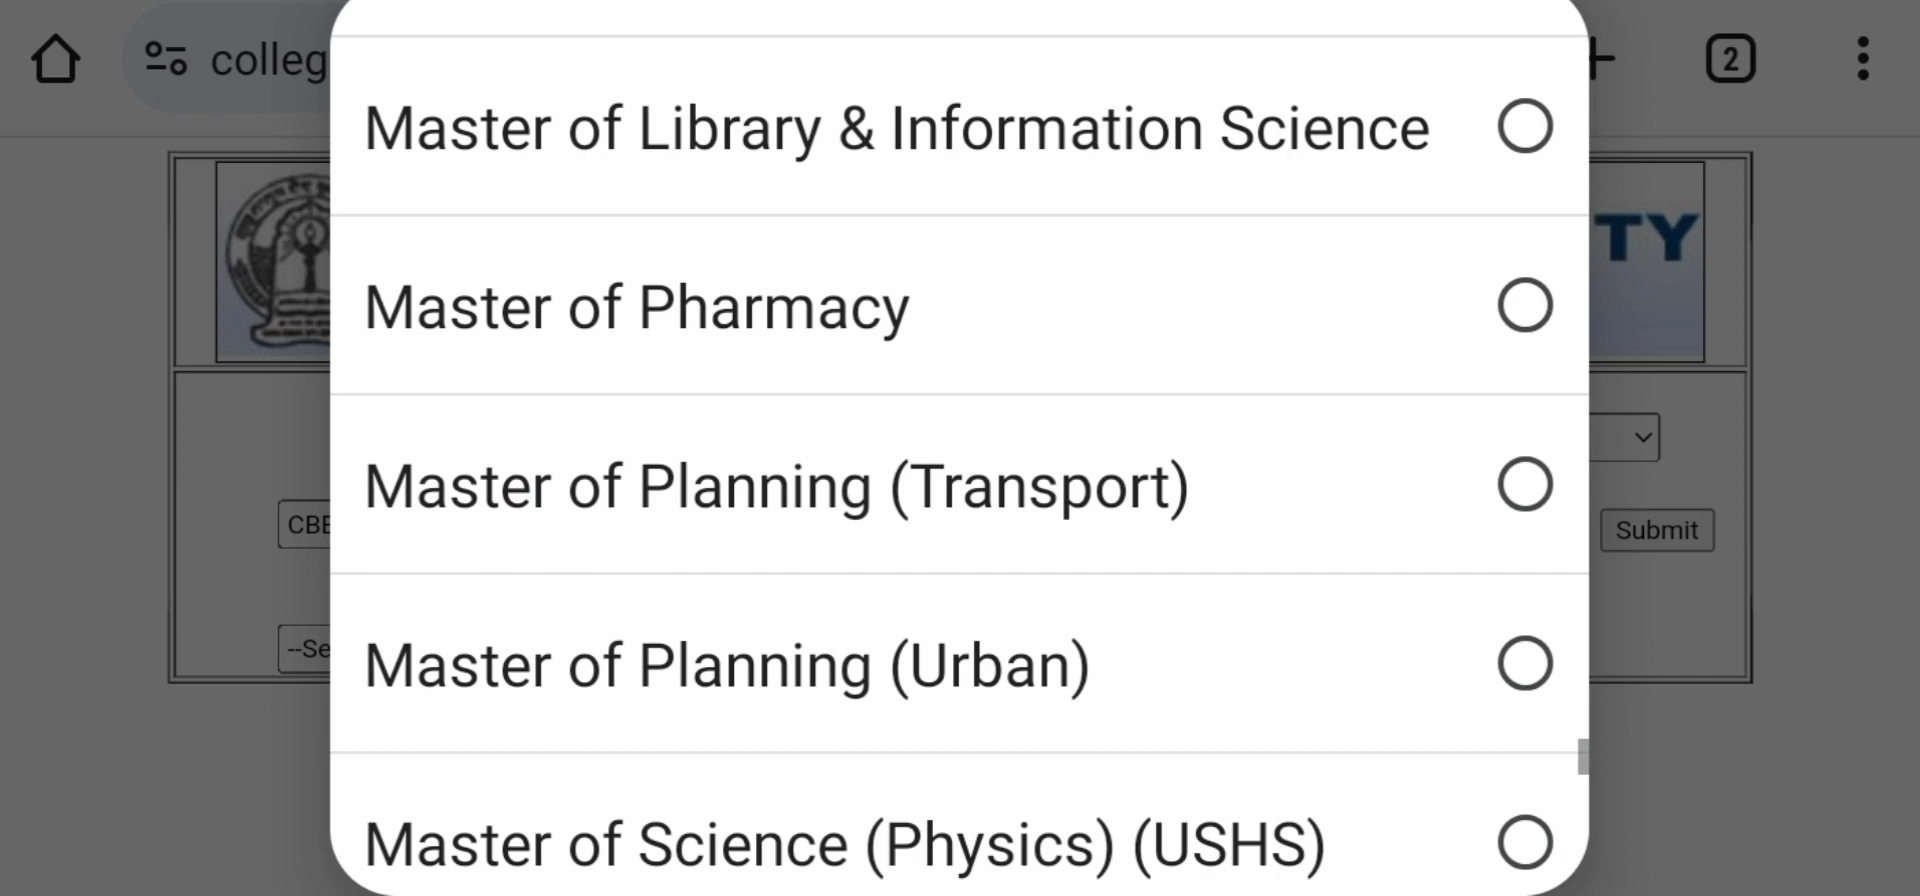 colleg
2
Master of Library & Information Science
Master of Pharmacy
TY
Master of Planning (Transport)
CBE
Submit
Master of Planning (Urban)
--Se
Master of Science (Physics) (USHS)